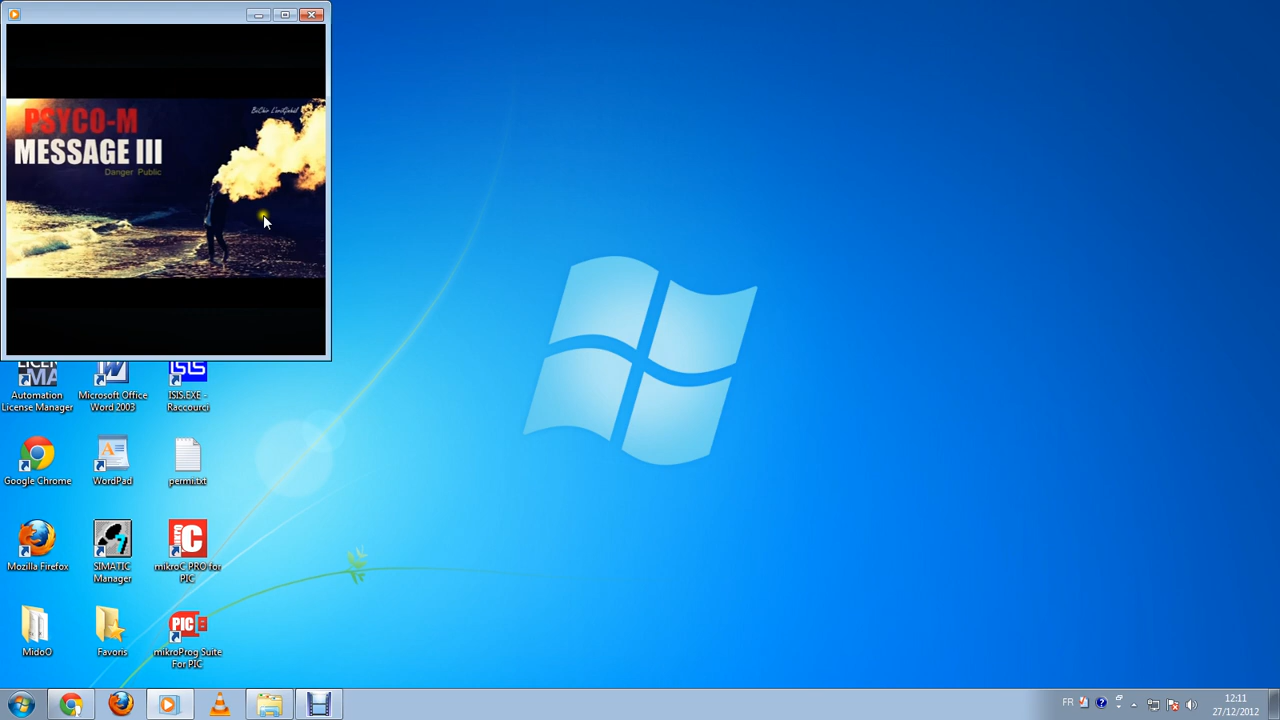 PSYCO-M
MESSAGE III
Danger Public
Automation
License Manager
Microsoft Office
Word 2003
ISIS.EXE -
Raccourci
Google Chrome
WordPad
permi.txt
Mozilla Firefox
SIMATIC
Manager
mikroC PRO for
PIC
MidoO
Favoris
mikroProg Suite
For PIC
FR
12:11
27/12/2012